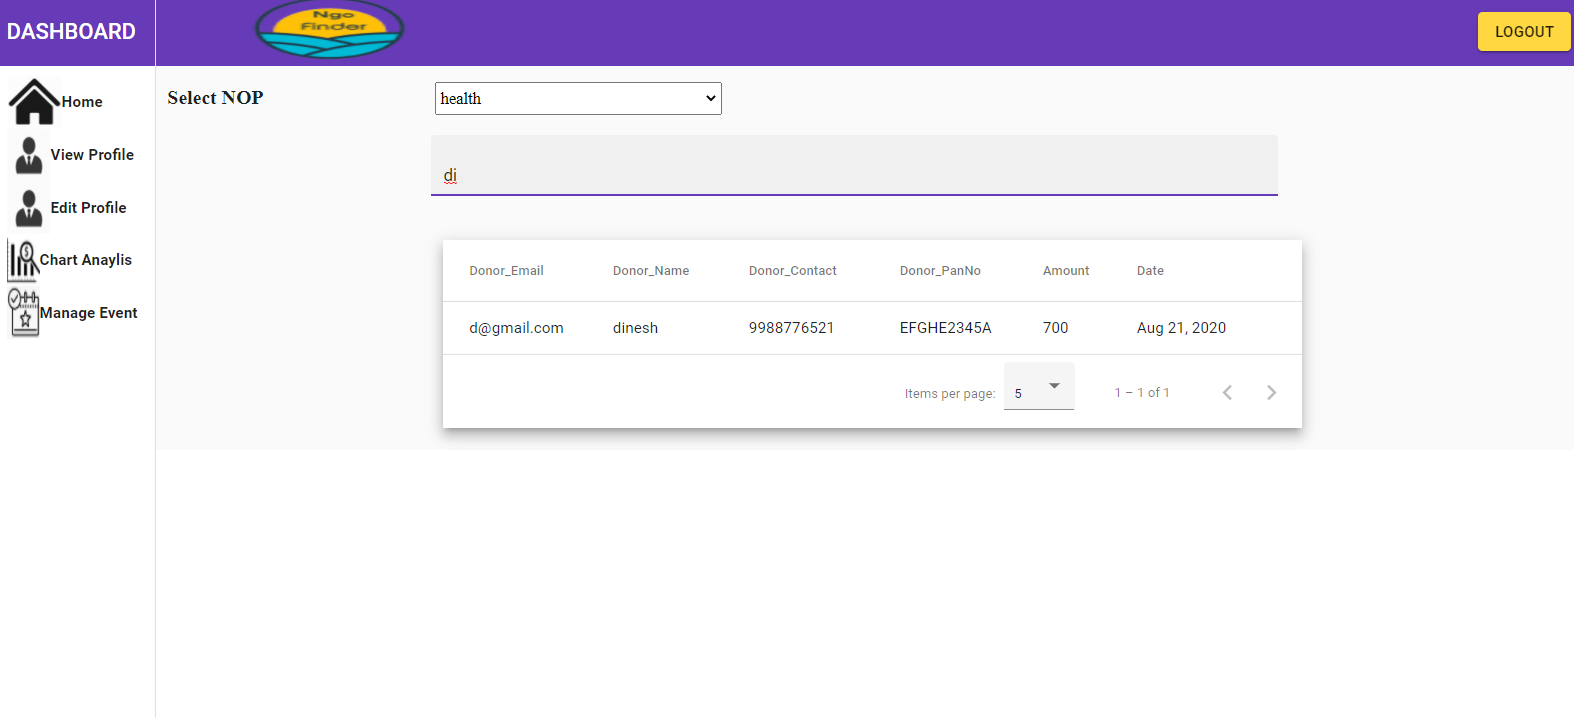 DASHBOARD
Ngo
Finder
LOGOUT
Home
View Profile
Edit Profile
Chart Anaylis
Manage Event
Select NOP
health
di
Donor_Email Donor_Name Donor_Contact Donor_PanNo Amount Date
d@gmail.com dinesh 9988776521 EFGHE2345A 700 Aug 21, 2020
Items per page: 5 1 – 1 of 1